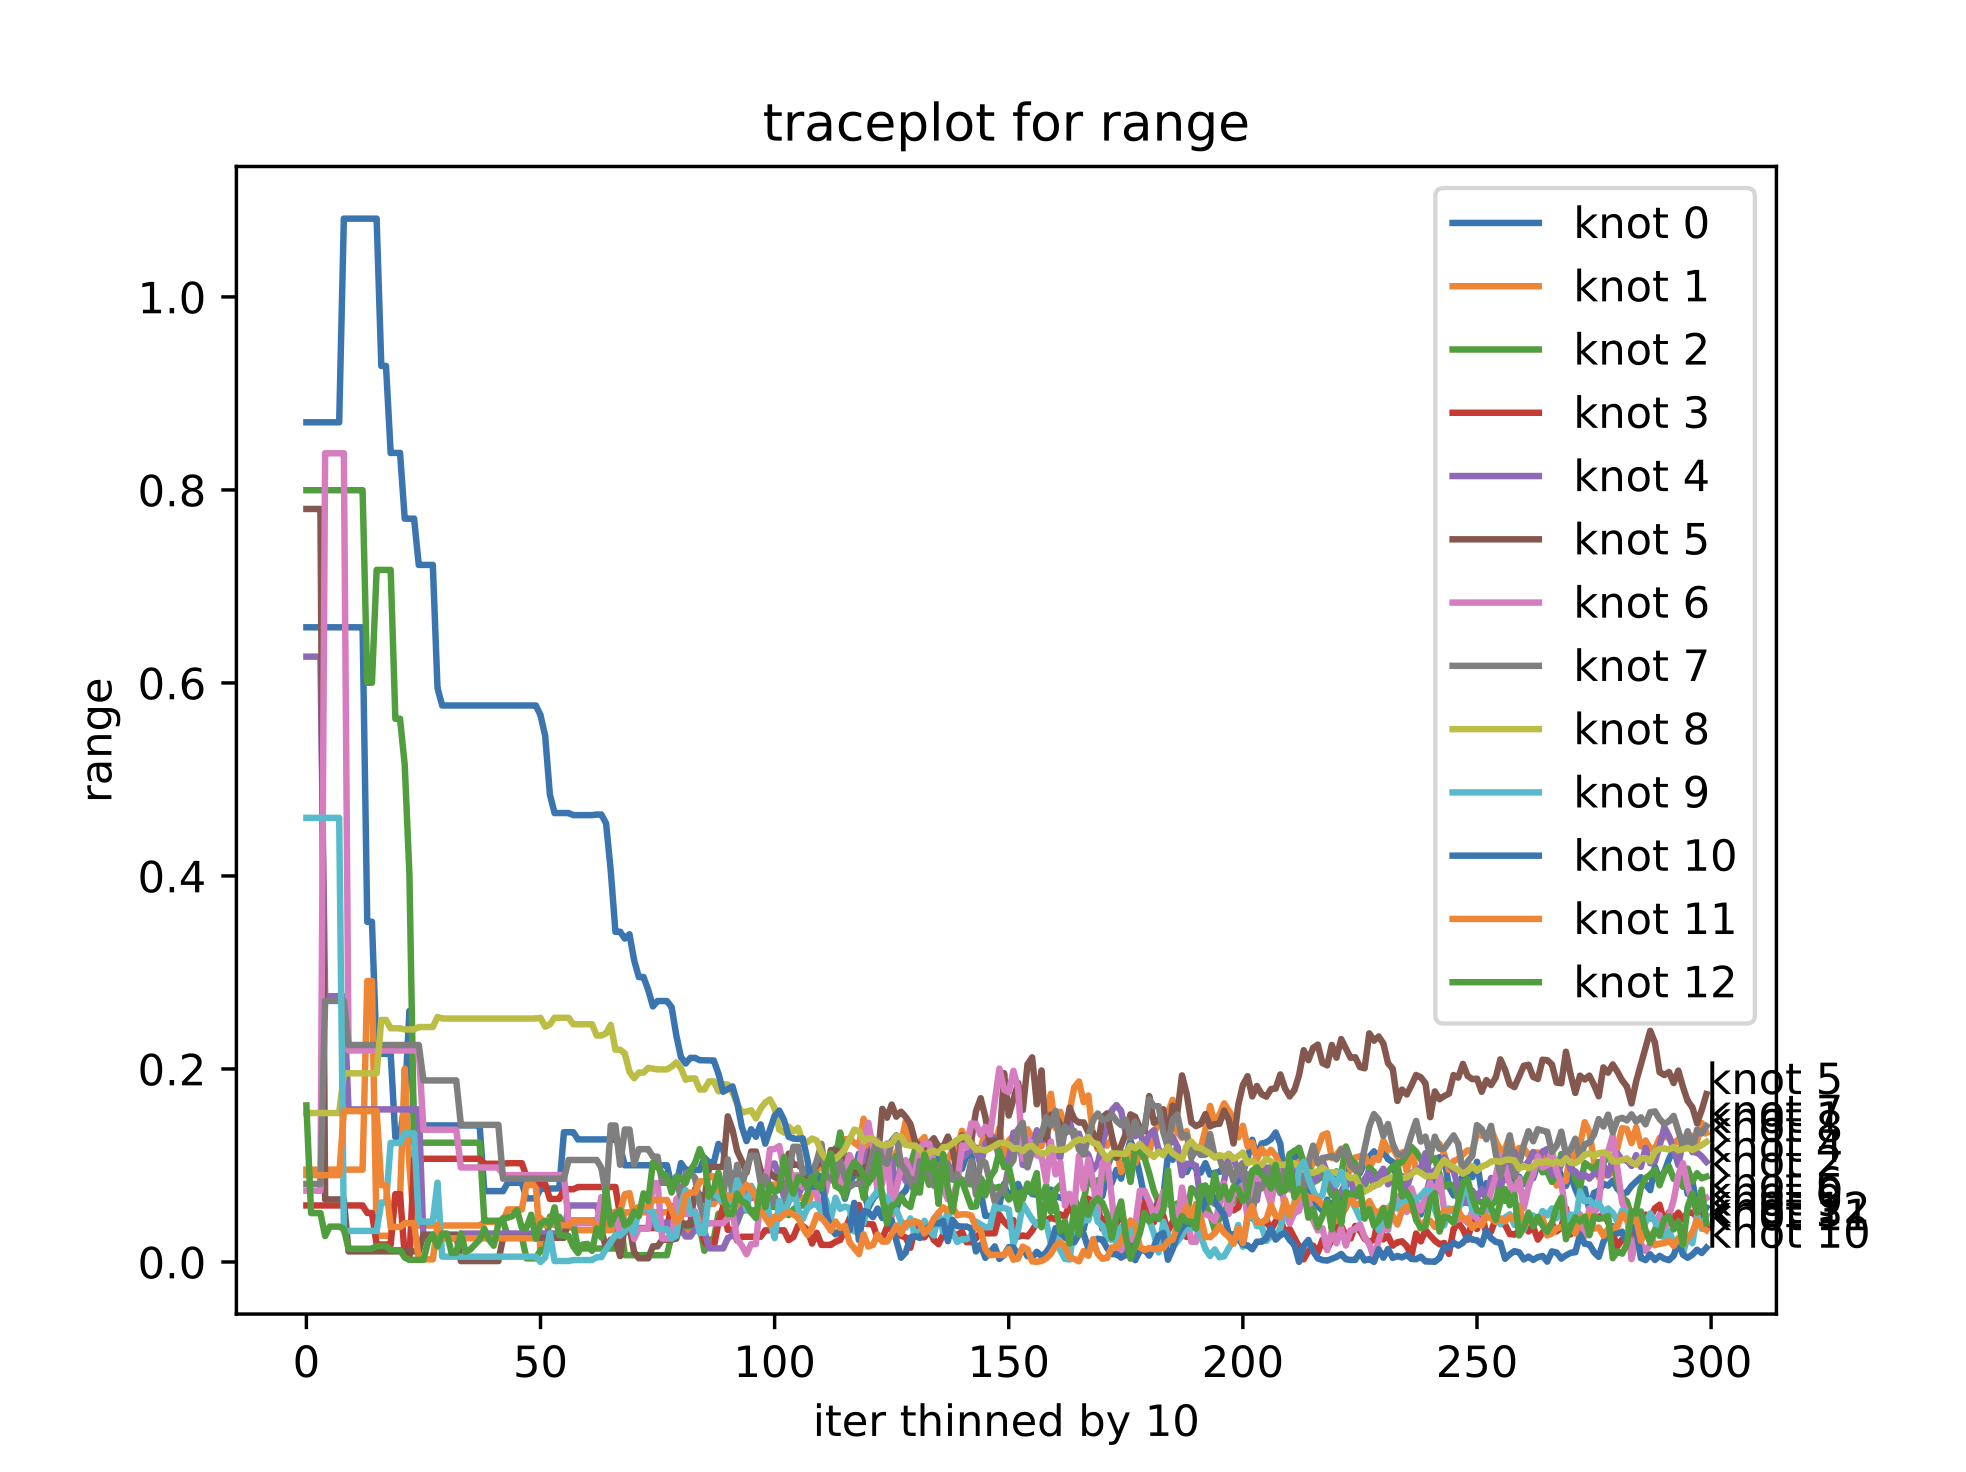 traceplot for range
range
1.0
0.8
0.6
0.4
0.2
0.0
0 50 100 150 200 250 300
iter thinned by 10
knot 0
knot 1
knot 2
knot 3
knot 4
knot 5
knot 6
knot 7
knot 8
knot 9
knot 10
knot 11
knot 12
knot 5
knot 10